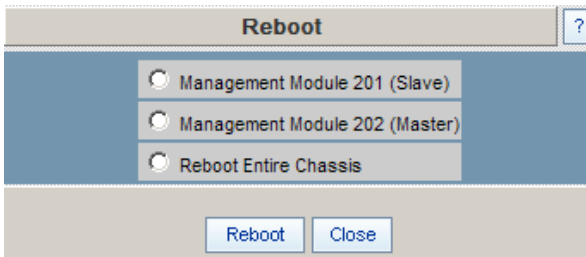 Reboot
?
Management Module 201 (Slave)
Management Module 202 (Master)
Reboot Entire Chassis
Reboot Close